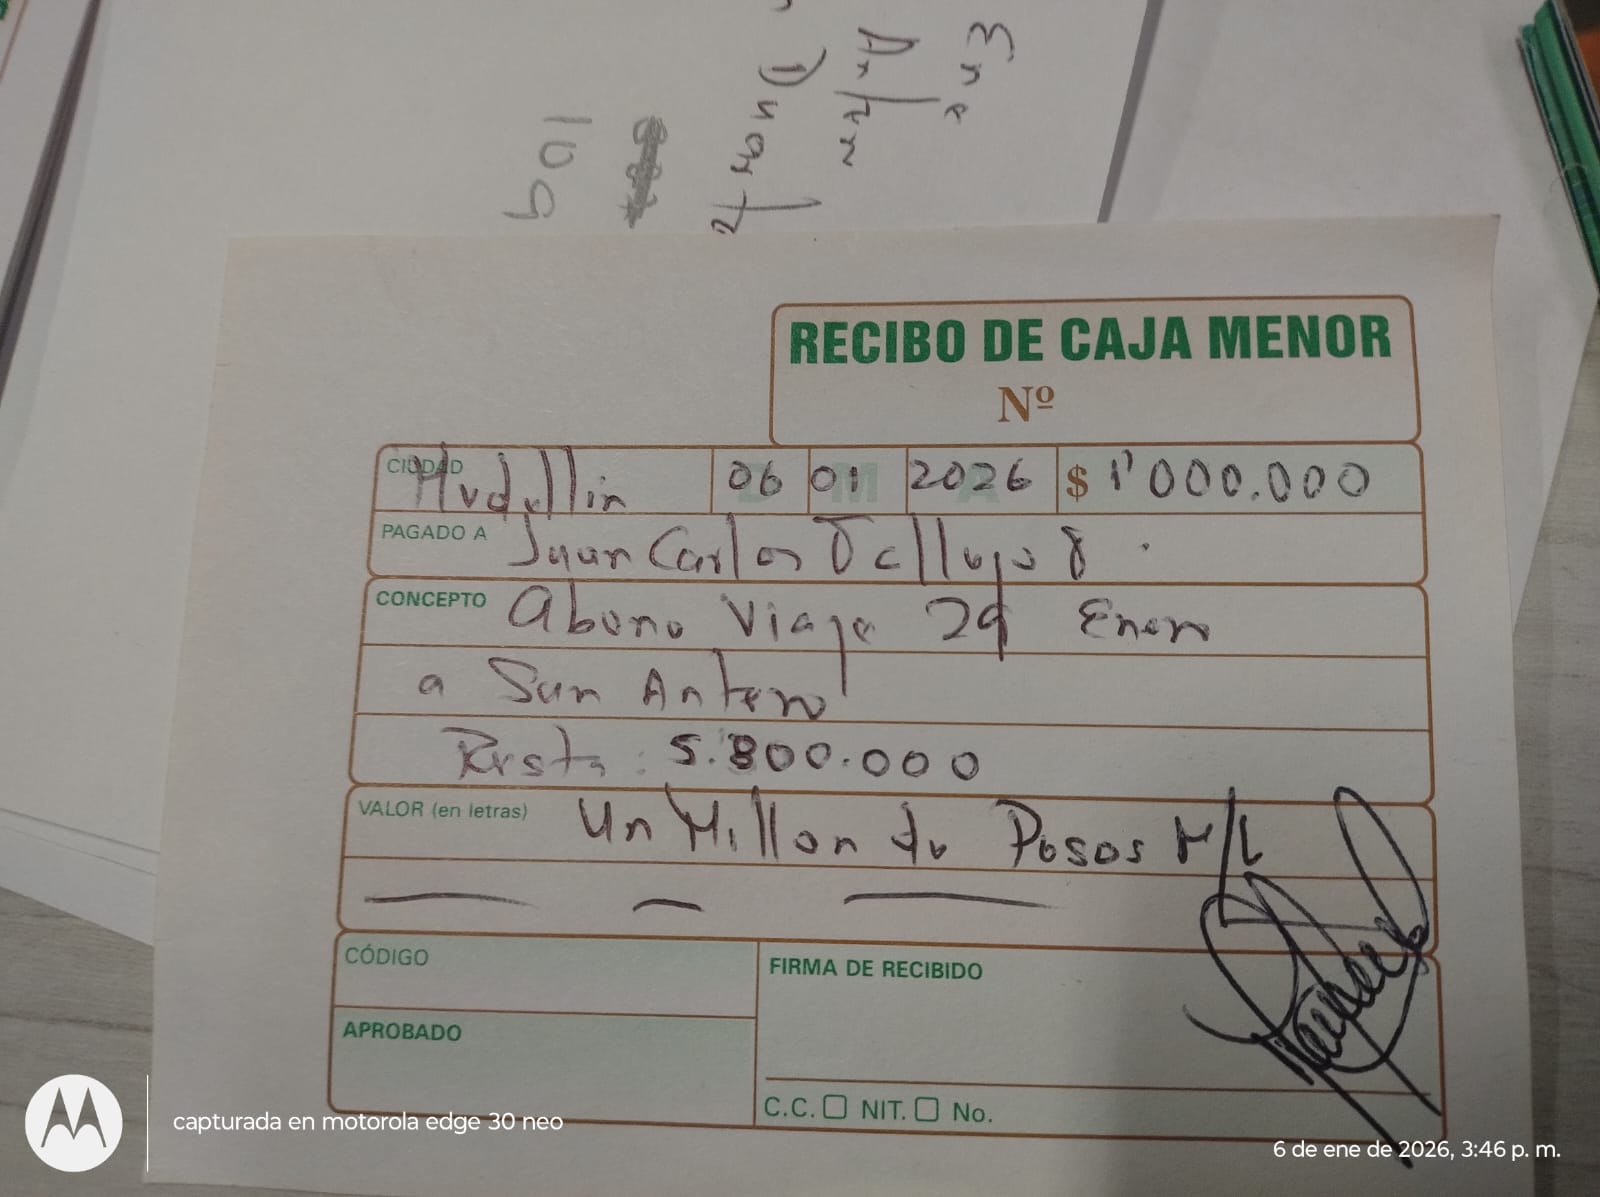 RECIBO DE CAJA MENOR
Nº
CIUDAD Medellin 06 01 2026 $ 1'000.000
PAGADO A Juan Carlos Vallejo
CONCEPTO Abono Viaje 29 Enero
a San Antero
Resta: 5.800.000
VALOR (en letras) Un Millon de Pesos M/L
CÓDIGO
FIRMA DE RECIBIDO
APROBADO
C.C. NIT. No.
capturada en motorola edge 30 neo
6 de ene de 2026, 3:46 p. m.